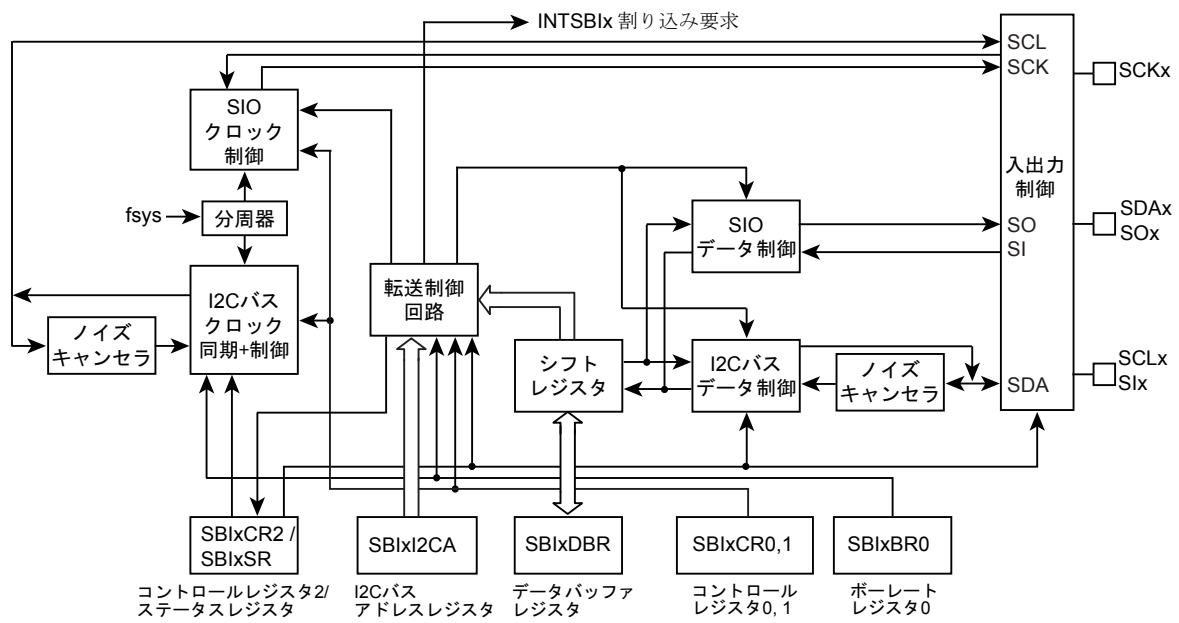 INTSBIx 割り込み要求
SCL
SCK
SCKx
SIO
クロック
制御
入出力
制御
fsys
分周器
SIO
データ制御
SO
SI
SDAx
SOx
I2Cバス
クロック
同期+制御
ノイズ
キャンセラ
転送制御
回路
シフト
レジスタ
I2Cバス
データ制御
ノイズ
キャンセラ
SDA
SCLx
SIx
SBIxCR2 /
SBIxSR
SBIxI2CA
SBIxDBR
SBIxCR0,1
SBIxBR0
コントロールレジスタ2/
ステータスレジスタ
I2Cバス
アドレスレジスタ
データバッファ
レジスタ
コントロール
レジスタ0, 1
ボーレート
レジスタ0